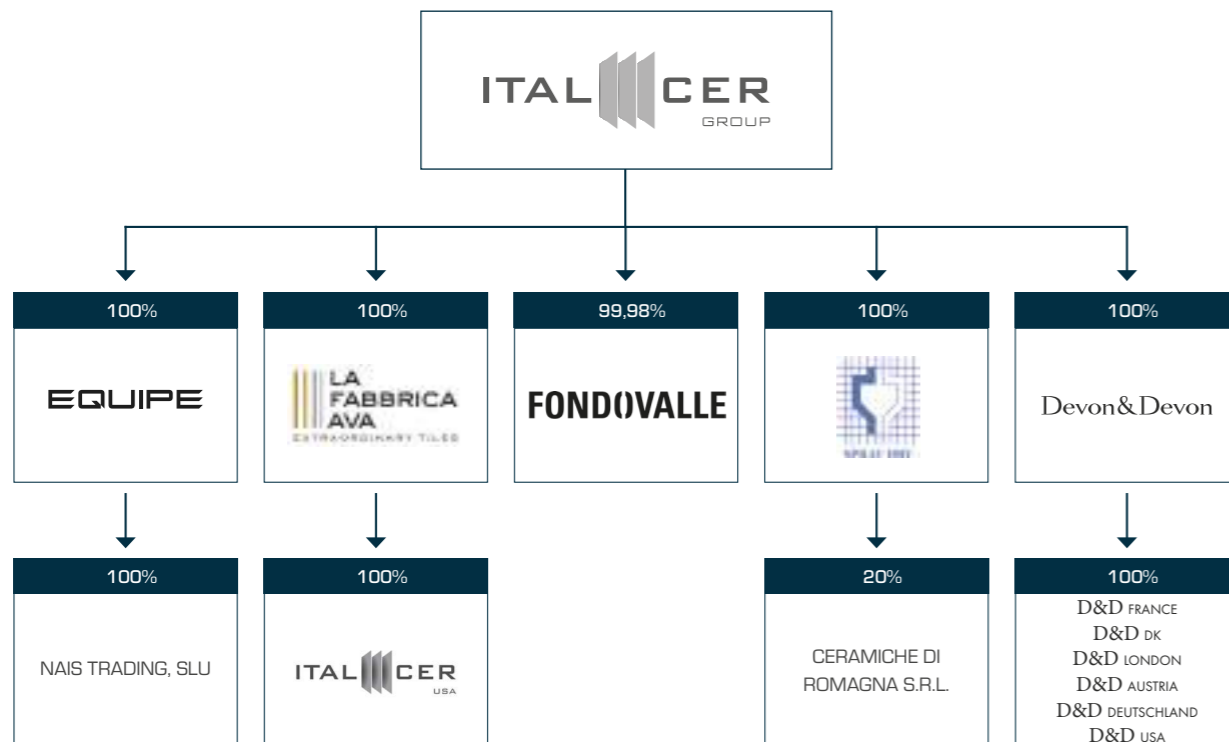 ITAL CER
GROUP
100%
100%
99,98%
100%
100%
EQUIPE
LA
FABBRICA
AVA
EXTRAORDINARY TILES
FONDOVALLE
Devon&Devon
100%
100%
20%
100%
NAIS TRADING, SLU
ITAL CER
USA
CERAMICHE DI
ROMAGNA S.R.L.
D&D FRANCE
D&D DK
D&D LONDON
D&D AUSTRIA
D&D DEUTSCHLAND
D&D USA